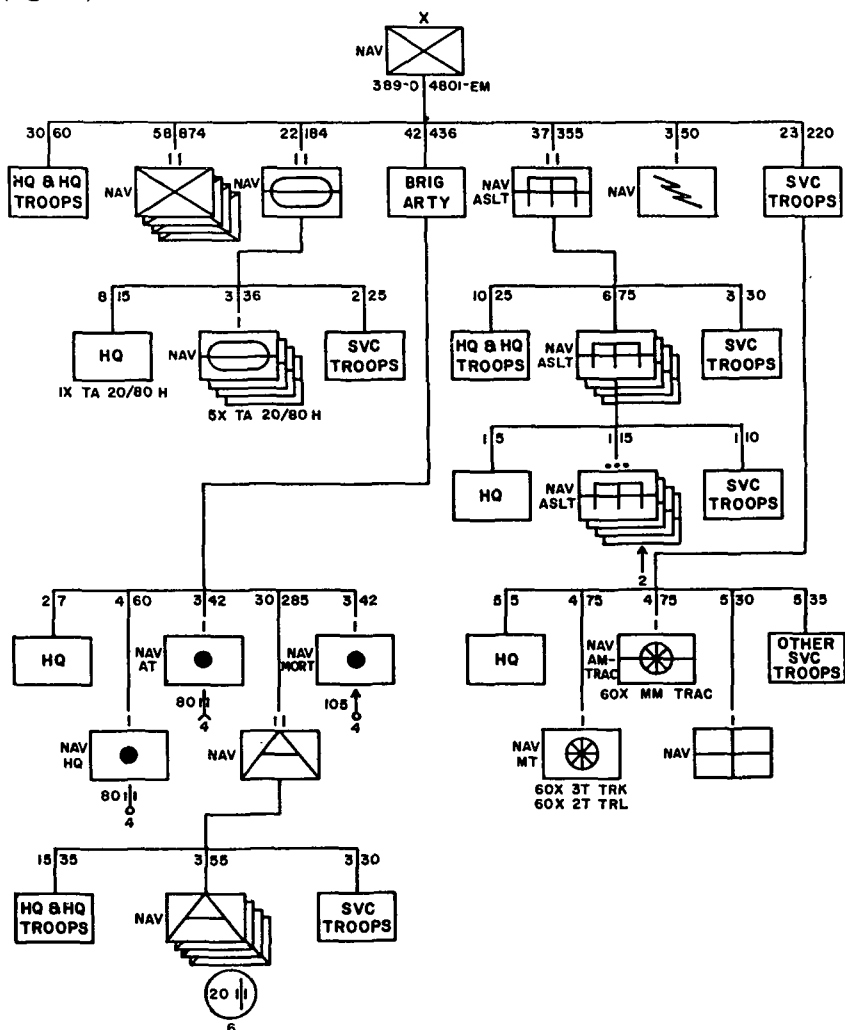 X
NAV
389-O 4801-EM
30 60
58 874
22 184
42 436
37 355
3 50
23 220
HQ & HQ
TROOPS
NAV
NAV
BRIG
ARTY
NAV
ASLT
NAV
SVC
TROOPS
8 15
3 36
2 25
10 25
6 75
3 30
HQ
NAV
SVC
TROOPS
HQ & HQ
TROOPS
NAV
ASLT
SVC
TROOPS
1X TA 20/80 H
5X TA 20/80 H
1 5
1 15
1 10
HQ
NAV
ASLT
SVC
TROOPS
2
2 7
4 60
3 42
30 285
3 42
5 5
4 75
4 75
5 30
5 35
HQ
NAV
AT
NAV
MORT
HQ
NAV
AM-
TRAC
OTHER
SVC
TROOPS
60X MM TRAC
80
4
105
4
NAV
HQ
NAV
NAV
MT
NAV
80
4
60X 3T TRK
60X 2T TRL
15 35
3 55
3 30
HQ & HQ
TROOPS
NAV
SVC
TROOPS
20
6